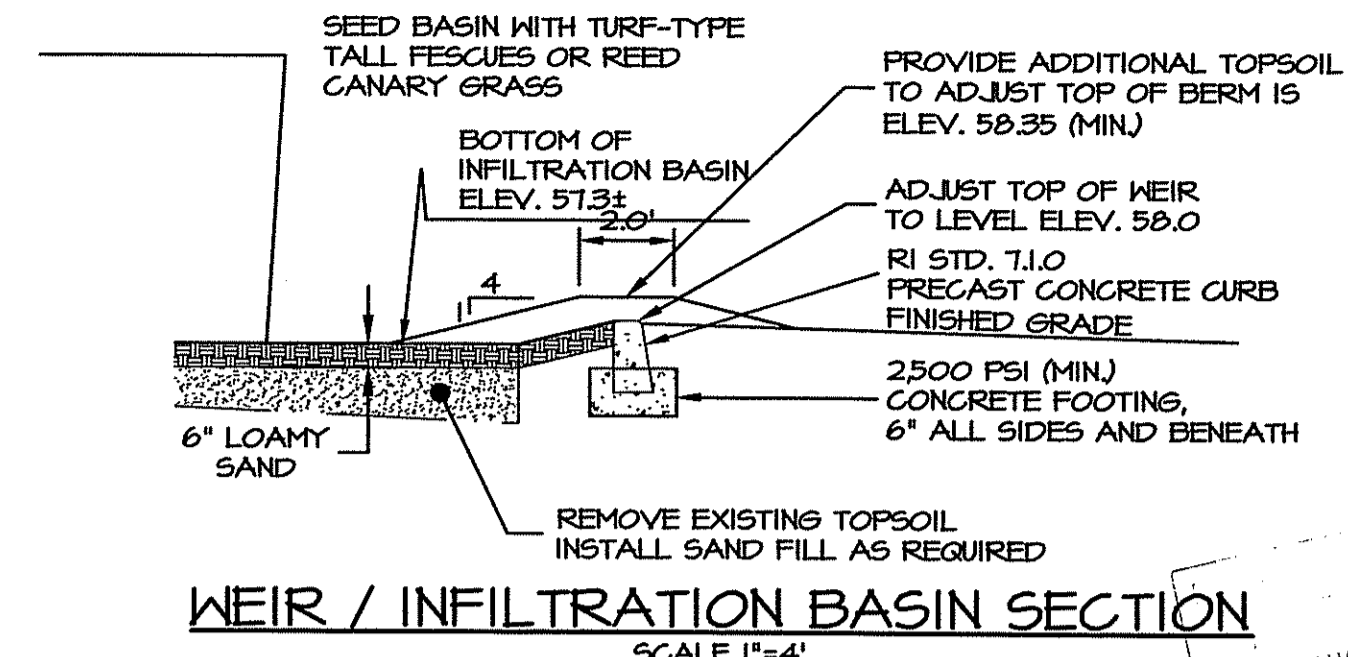 SEED BASIN WITH TURF-TYPE
TALL FESCUES OR REED
CANARY GRASS
PROVIDE ADDITIONAL TOPSOIL
TO ADJUST TOP OF BERM IS
ELEV. 58.35 (MIN.)
BOTTOM OF
INFILTRATION BASIN
ELEV. 57.3±
2.0'
ADJUST TOP OF WEIR
TO LEVEL ELEV. 58.0
4
1
RI STD. 7.1.0
PRECAST CONCRETE CURB
FINISHED GRADE
2,500 PSI (MIN.)
CONCRETE FOOTING,
6" ALL SIDES AND BENEATH
6" LOAMY
SAND
REMOVE EXISTING TOPSOIL
INSTALL SAND FILL AS REQUIRED
WEIR / INFILTRATION BASIN SECTION
SCALE 1"=4'